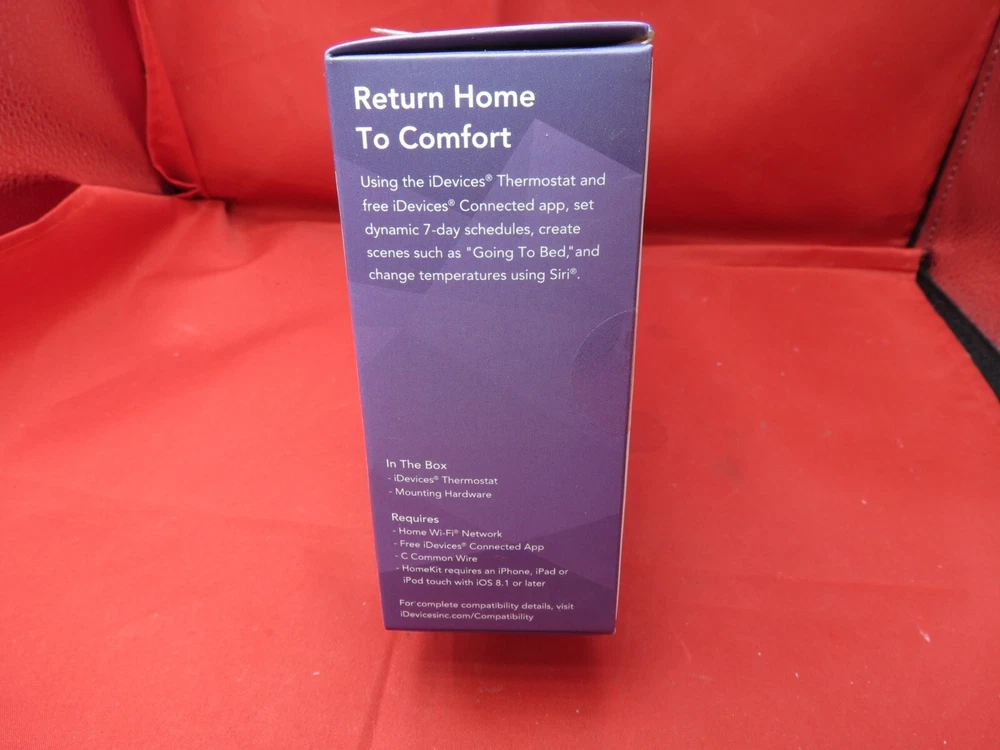 Return Home
To Comfort
Using the iDevices® Thermostat and
free iDevices® Connected app, set
dynamic 7-day schedules, create
scenes such as "Going To Bed,"and
change temperatures using Siri®.
In The Box
- iDevices® Thermostat
- Mounting Hardware
Requires
- Home Wi-Fi® Network
- Free iDevices® Connected App
- C Common Wire
- HomeKit requires an iPhone, iPad or
iPod touch with iOS 8.1 or later
For complete compatibility details, visit
iDevicesinc.com/Compatibility